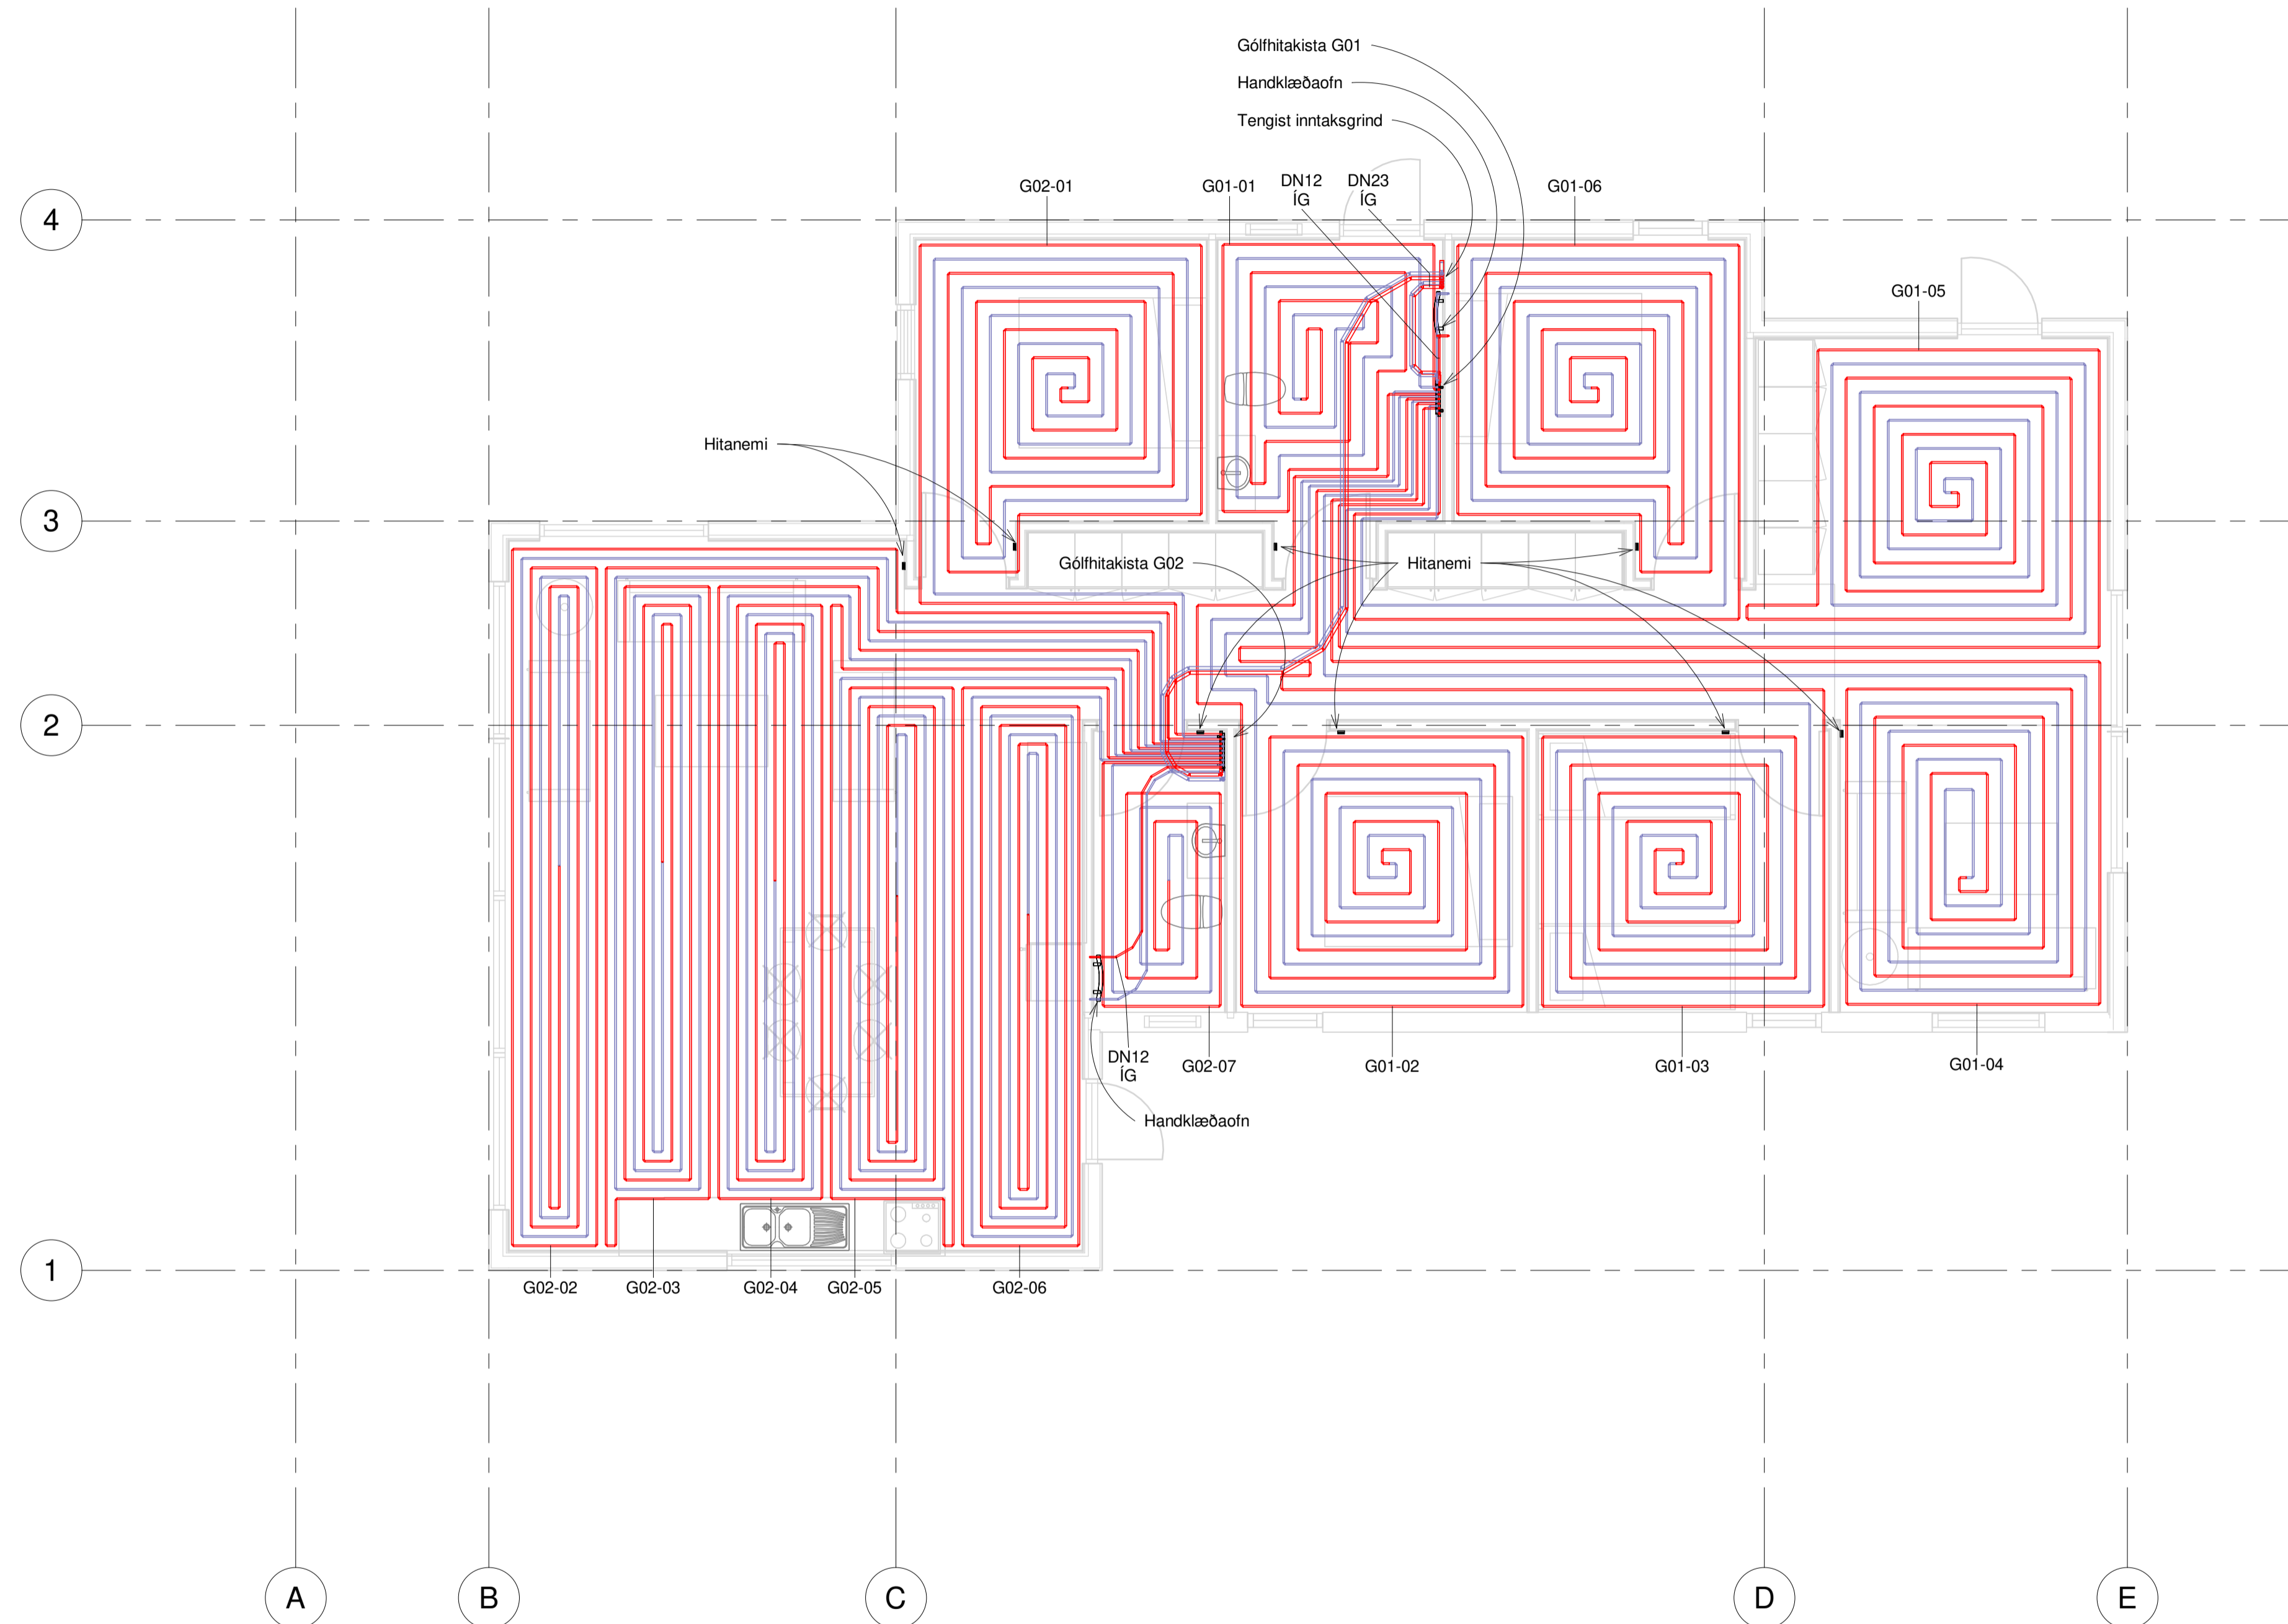 Gólfhitakista G01
Handklæðaofn
Tengist inntaksgrind
G02-01
G01-01
DN12
ÍG
DN23
ÍG
G01-06
4
G01-05
Hitanemi
3
Gólfhitakista G02
Hitanemi
2
DN12
ÍG
G02-07
G01-02
G01-03
G01-04
Handklæðaofn
1
G02-02
G02-03
G02-04
G02-05
G02-06
A
B
C
D
E